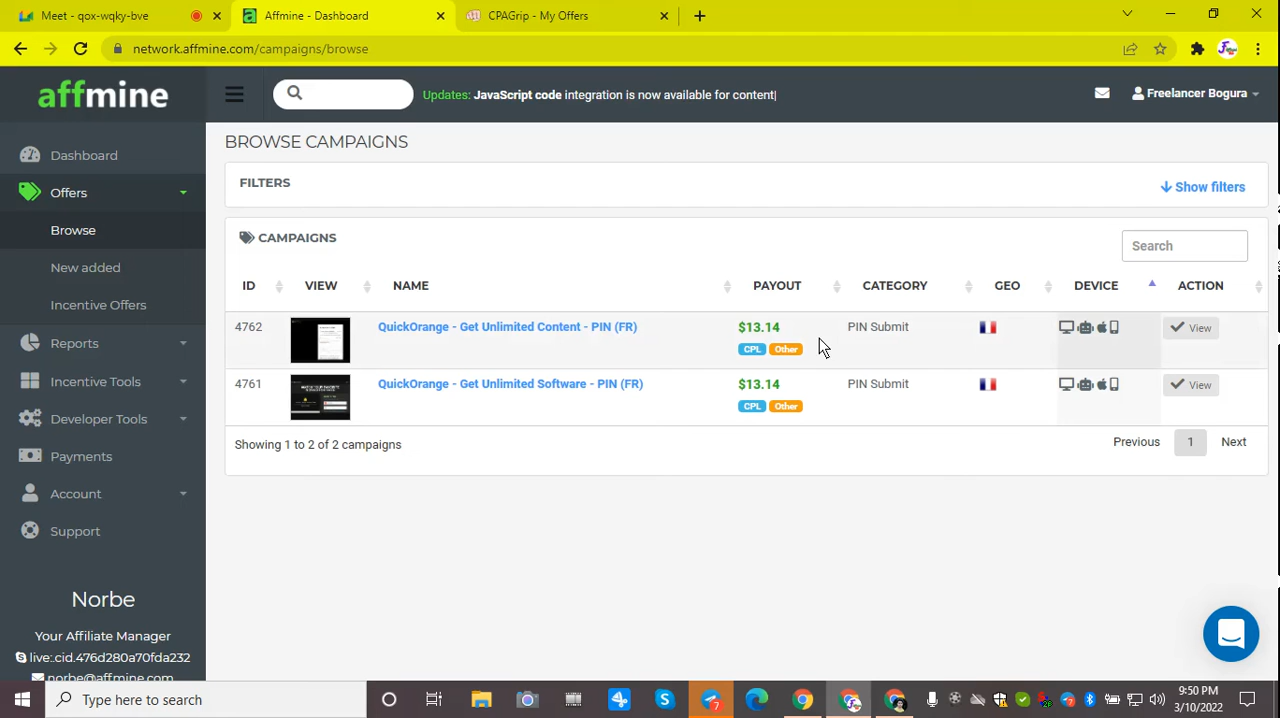 Meet - qox-wqky-bve
Affmine - Dashboard
CPAGrip - My Offers
network.affmine.com/campaigns/browse
affmine
Updates: JavaScript code integration is now available for content
Freelancer Bogura
Dashboard
Offers
Browse
New added
Incentive Offers
Reports
Incentive Tools
Developer Tools
Payments
Account
Support
Norbe
Your Affiliate Manager
live:.cid.476d280a70fda232
norbe@affmine.com
BROWSE CAMPAIGNS
FILTERS
Show filters
CAMPAIGNS
Search
ID VIEW NAME PAYOUT CATEGORY GEO DEVICE ACTION
4762 QuickOrange - Get Unlimited Content - PIN (FR) $13.14 PIN Submit View
CPL Other
4761 QuickOrange - Get Unlimited Software - PIN (FR) $13.14 PIN Submit View
CPL Other
Showing 1 to 2 of 2 campaigns
Previous 1 Next
Type here to search
7
9:50 PM
3/10/2022